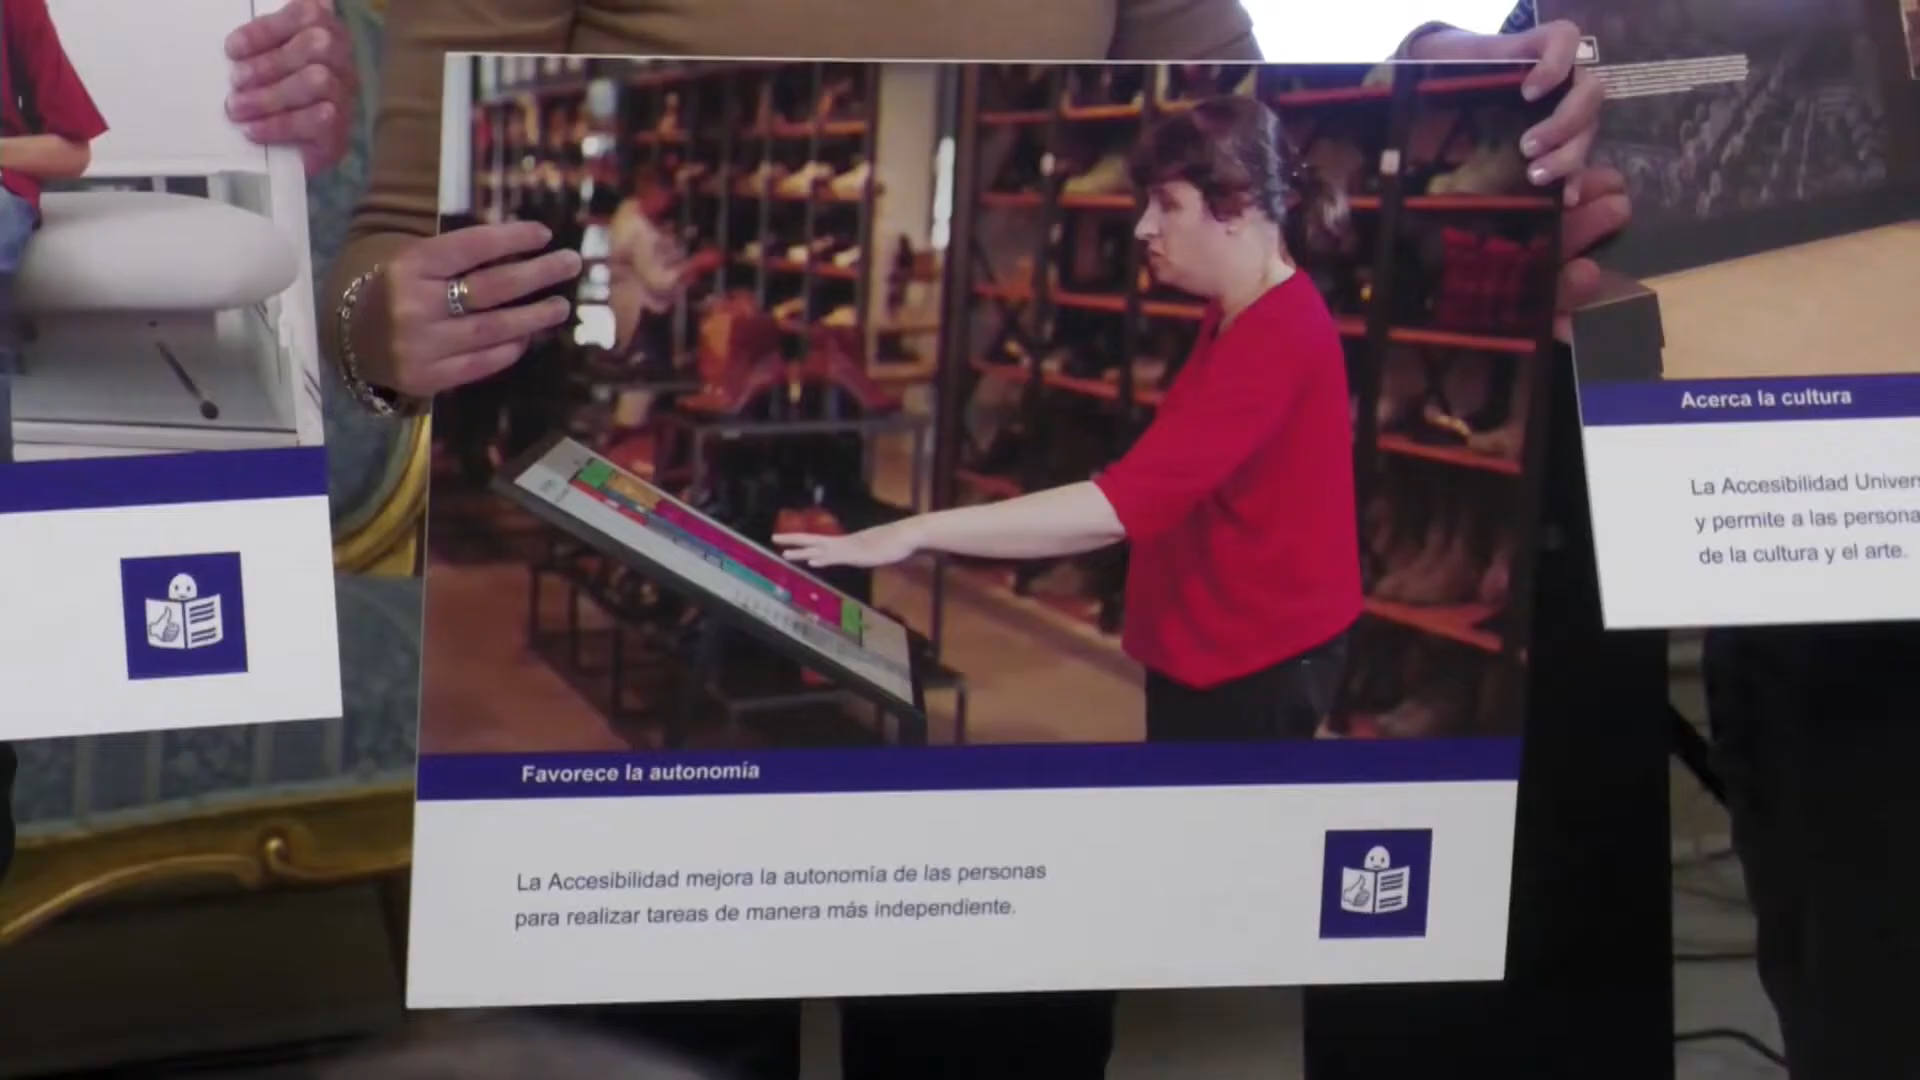 Favorece la autonomía
La Accesibilidad mejora la autonomía de las personas
para realizar tareas de manera más independiente.
Acerca la cultura
La Accesibilidad
y permite a las
de la cultura y el arte.